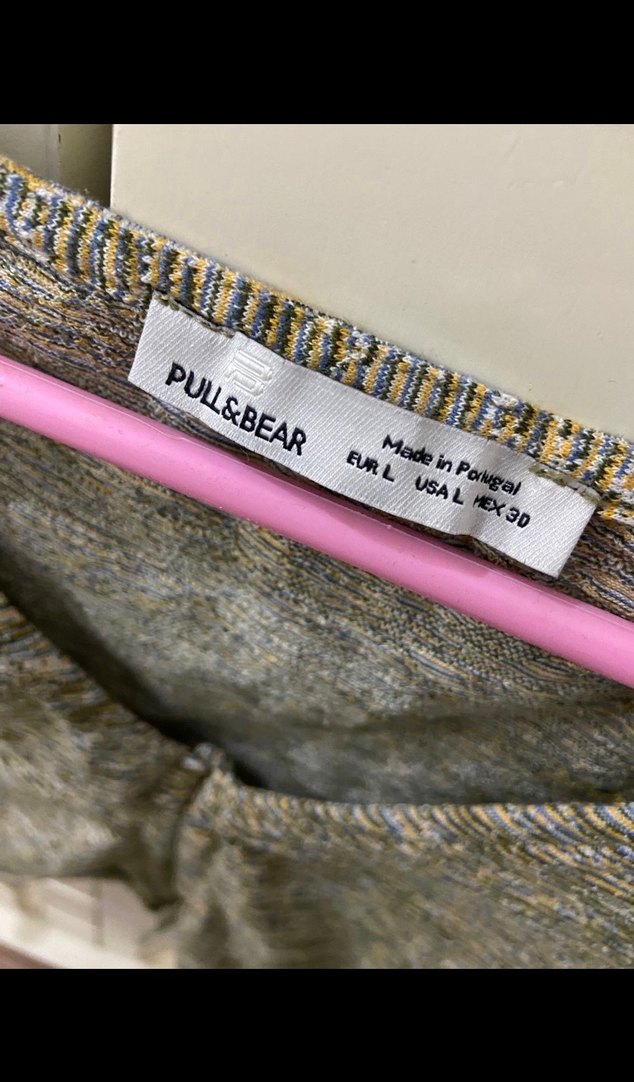 PULL&BEAR
Made in Portugal
EUR L USA L MEX 30